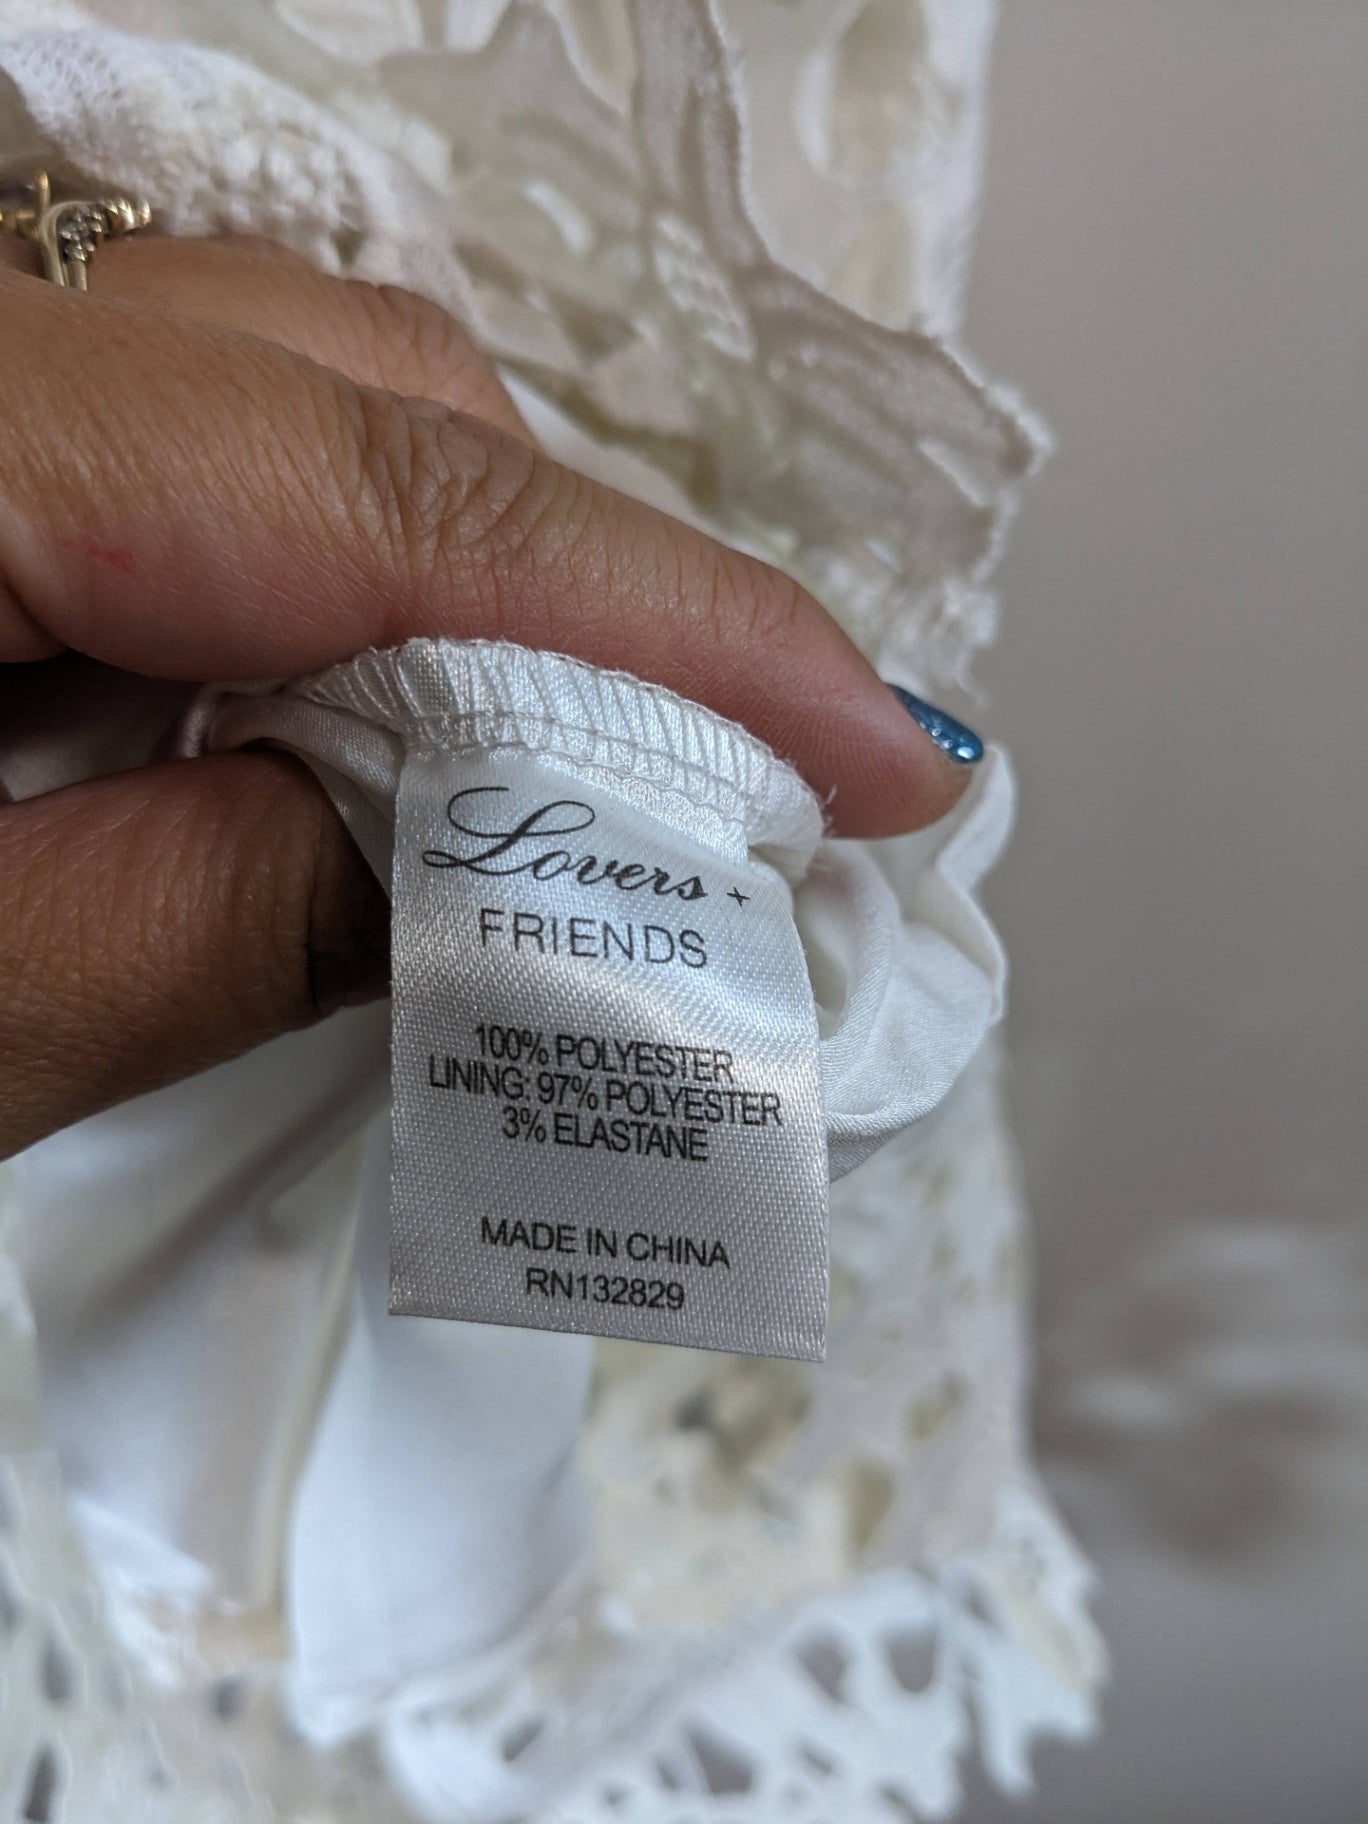 Lovers +
FRIENDS
100% POLYESTER
LINING: 97% POLYESTER
3% ELASTANE
MADE IN CHINA
RN132829